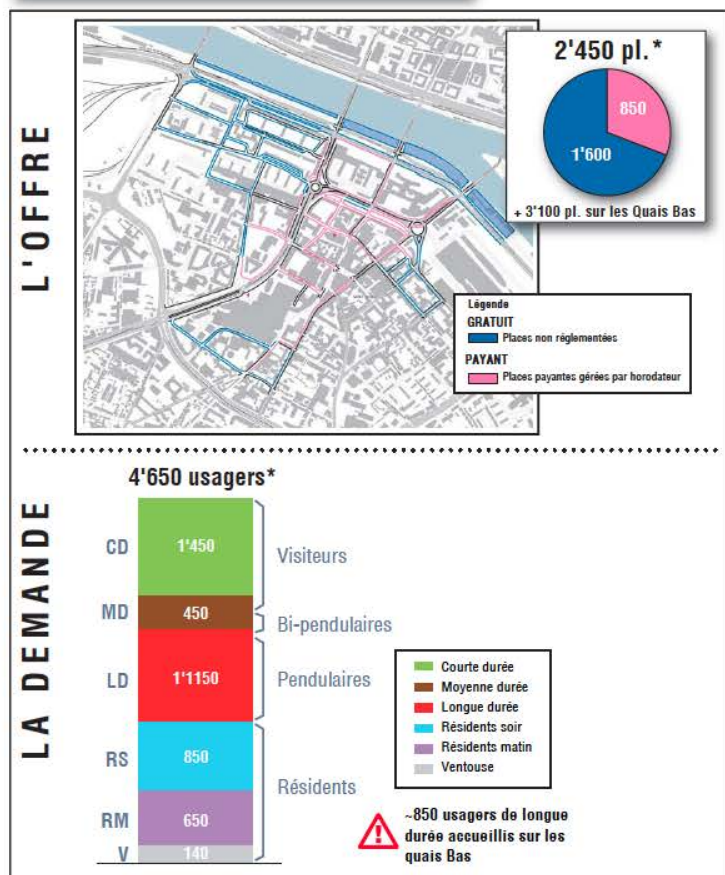 L'OFFRE
2'450 pl.*
850
1'600
+ 3'100 pl. sur les Quais Bas
Légende
GRATUIT
Places non réglementées
PAYANT
Places payantes gérées par horodateur
LA DEMANDE
4'650 usagers*
CD
1'450
Visiteurs
MD
450
Bi-pendulaires
LD
1'1150
Pendulaires
RS
850
Résidents
RM
650
V
140
Courte durée
Moyenne durée
Longue durée
Résidents soir
Résidents matin
Ventouse
~850 usagers de longue
durée accueillis sur les
quais Bas